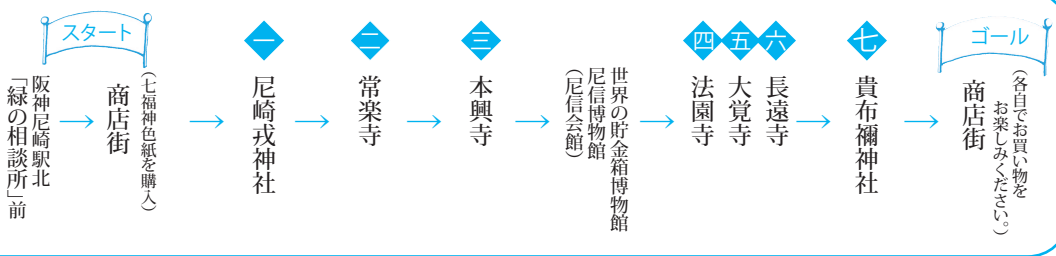 スタート
阪神尼崎駅北
「緑の相談所」前
→
(七福神色紙を購入)
商店街
→
一
尼崎戎神社
→
二
常楽寺
→
三
本興寺
→
世界の貯金箱博物館
尼信博物館
(尼信会館)
→
四
法園寺
五
大覚寺
六
長遠寺
→
七
貴布禰神社
→
ゴール
(各自でお買い物を
お楽しみください。)
商店街